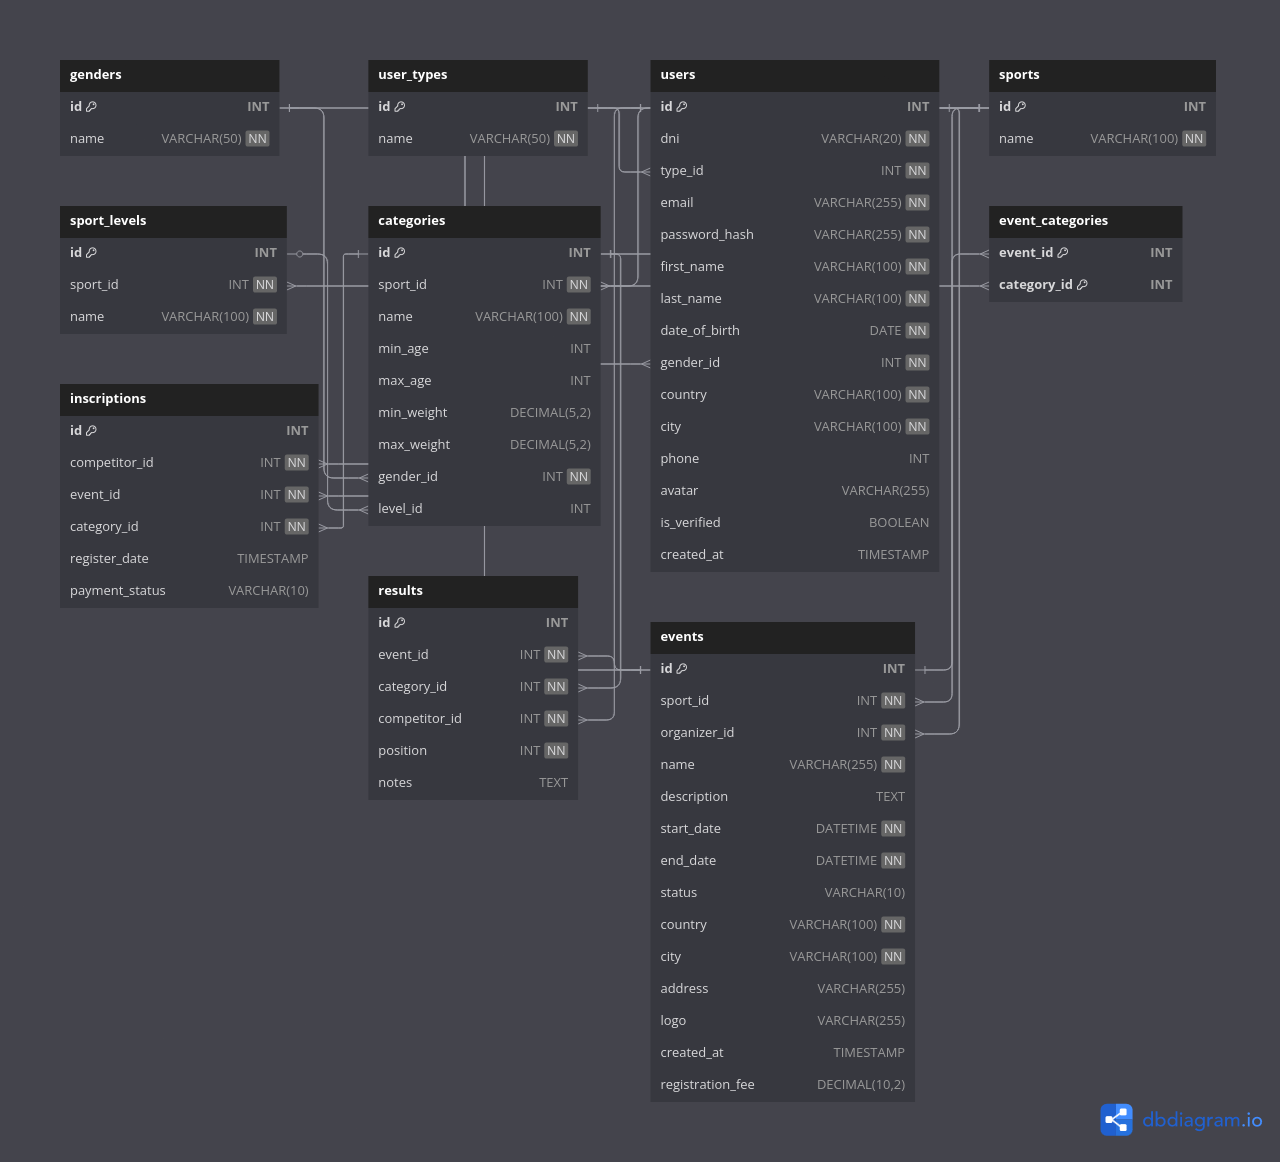 genders
id INT
name VARCHAR(50) NN
user_types
id INT
name VARCHAR(50) NN
users
id INT
dni VARCHAR(20) NN
type_id INT NN
email VARCHAR(255) NN
password_hash VARCHAR(255) NN
first_name VARCHAR(100) NN
last_name VARCHAR(100) NN
date_of_birth DATE NN
gender_id INT NN
country VARCHAR(100) NN
city VARCHAR(100) NN
phone INT
avatar VARCHAR(255)
is_verified BOOLEAN
created_at TIMESTAMP
sports
id INT
name VARCHAR(100) NN
sport_levels
id INT
sport_id INT NN
name VARCHAR(100) NN
categories
id INT
sport_id INT NN
name VARCHAR(100) NN
min_age INT
max_age INT
min_weight DECIMAL(5,2)
max_weight DECIMAL(5,2)
gender_id INT NN
level_id INT
event_categories
event_id INT
category_id INT
inscriptions
id INT
competitor_id INT NN
event_id INT NN
category_id INT NN
register_date TIMESTAMP
payment_status VARCHAR(10)
results
id INT
event_id INT NN
category_id INT NN
competitor_id INT NN
position INT NN
notes TEXT
events
id INT
sport_id INT NN
organizer_id INT NN
name VARCHAR(255) NN
description TEXT
start_date DATETIME NN
end_date DATETIME NN
status VARCHAR(10)
country VARCHAR(100) NN
city VARCHAR(100) NN
address VARCHAR(255)
logo VARCHAR(255)
created_at TIMESTAMP
registration_fee DECIMAL(10,2)
dbdiagram.io